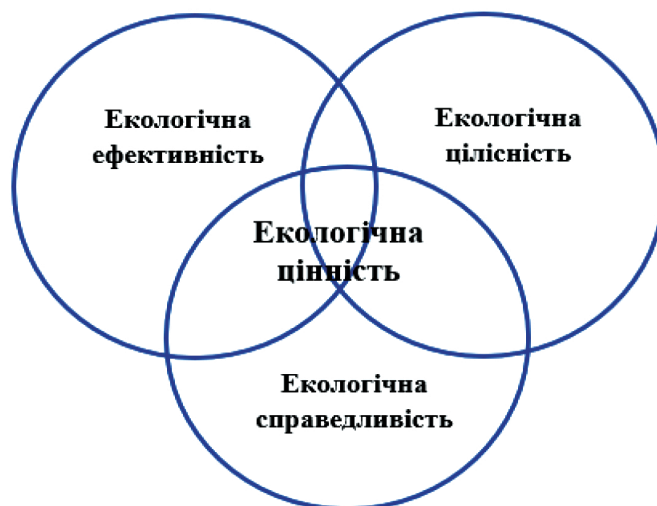 Екологічна
ефективність
Екологічна
цілісність
Екологічна
цінність
Екологічна
справедливість